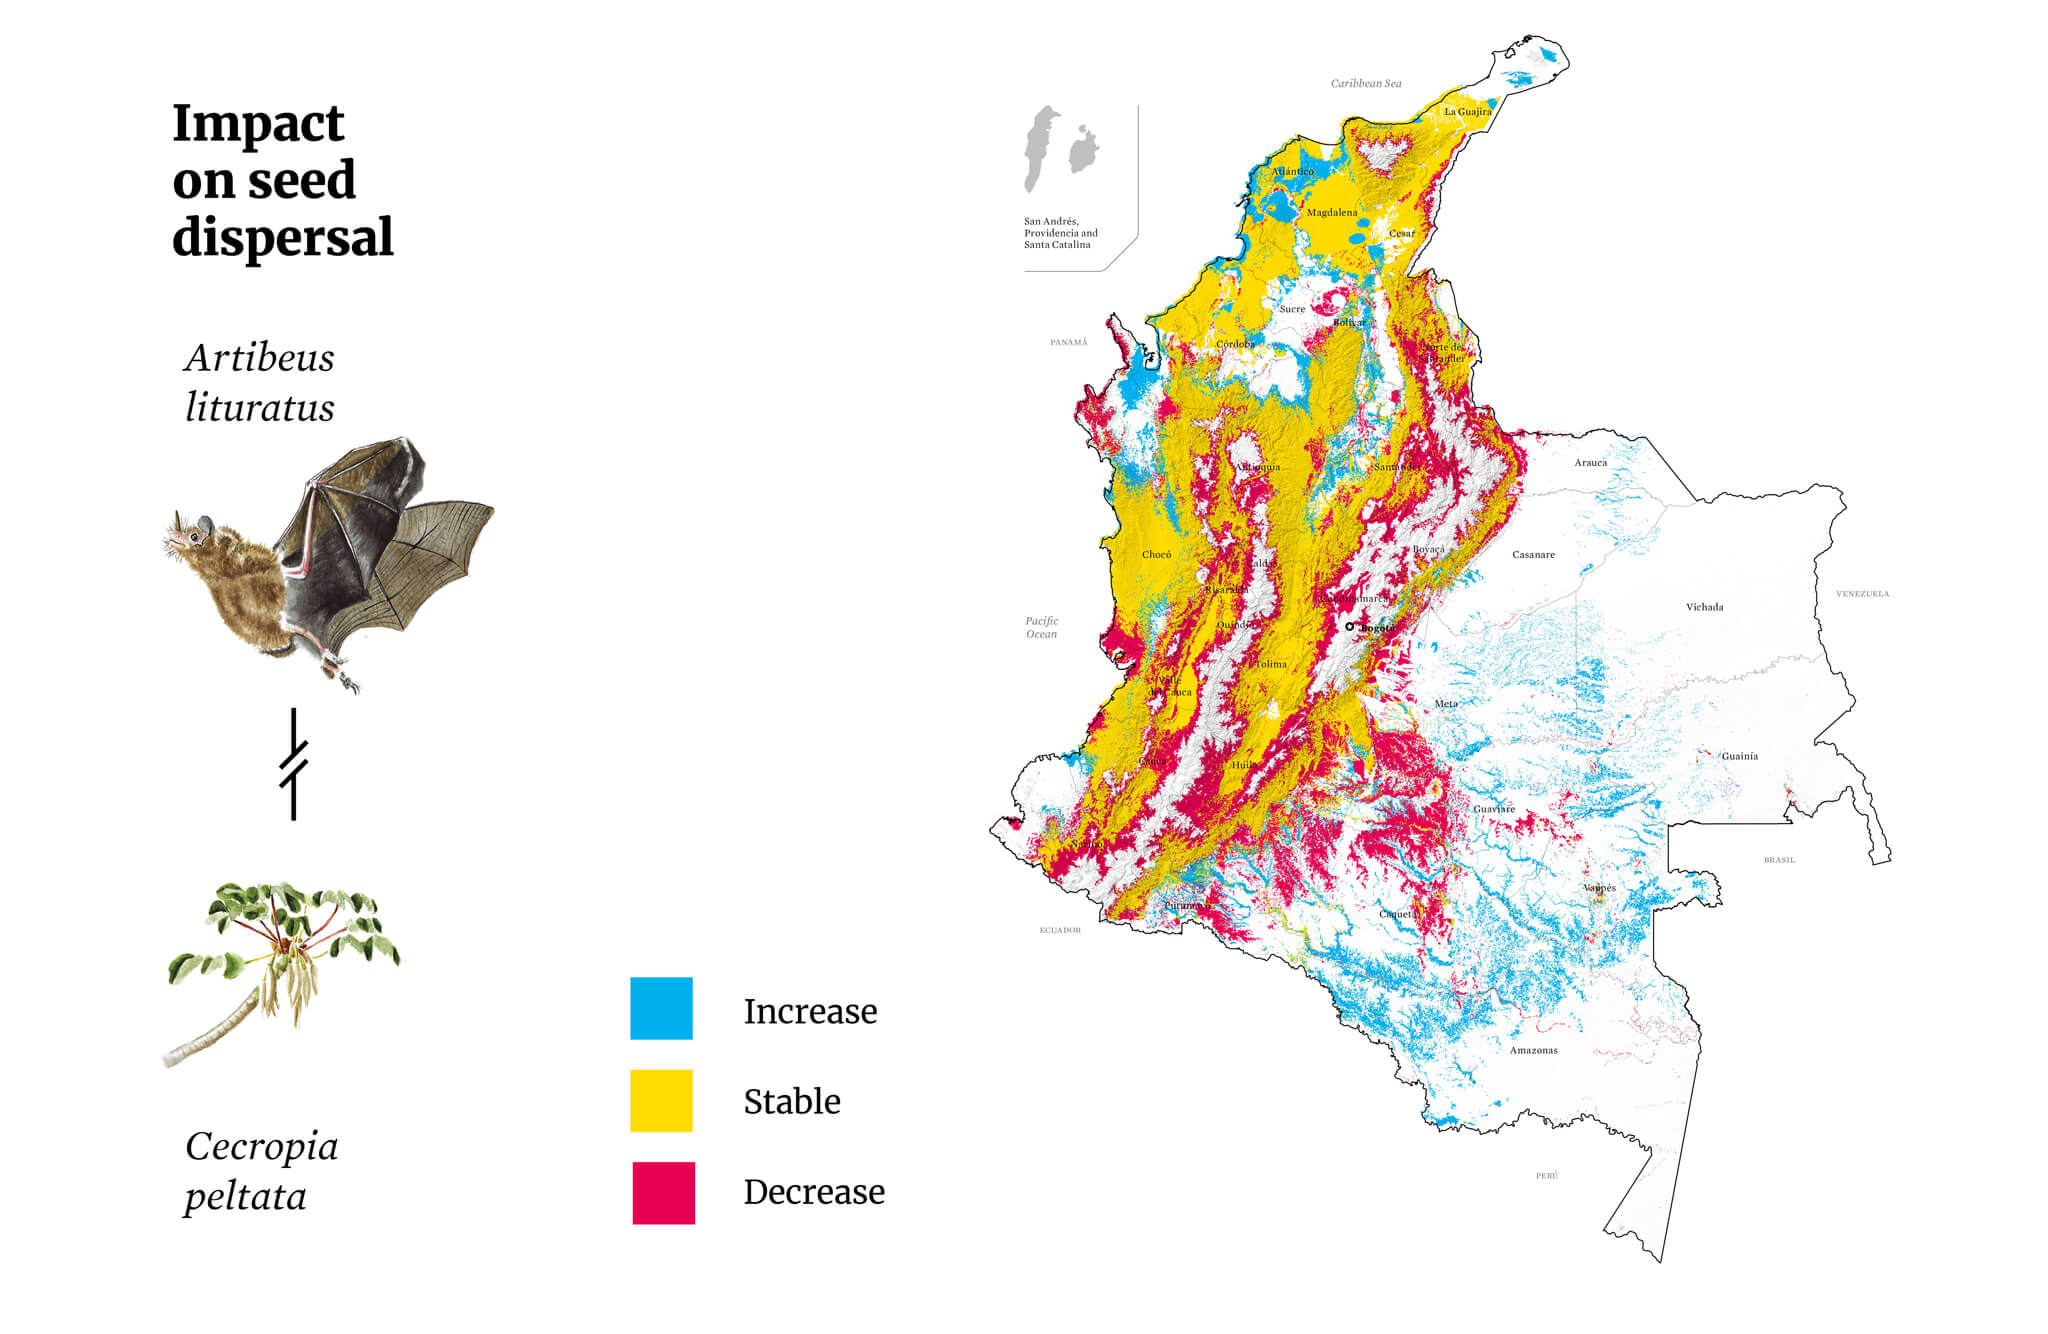 Impact
on seed
dispersal
Artibeus
lituratus
Cecropia
peltata
Increase
Stable
Decrease
Caribbean Sea
San Andrés,
Providencia and
Santa Catalina
PANAMÁ
Pacific
Ocean
ECUADOR
PERÚ
BRASIL
VENEZUELA
La Guajira
Atlántico
Magdalena
Cesar
Sucre
Bolívar
Córdoba
Norte de
Santander
Antioquia
Santander
Arauca
Chocó
Boyacá
Casanare
Caldas
Risaralda
Cundinamarca
Vichada
Quindío
Bogotá
Tolima
Valle
del Cauca
Meta
Cauca
Huila
Guainía
Guaviare
Nariño
Vaupés
Putumayo
Caquetá
Amazonas